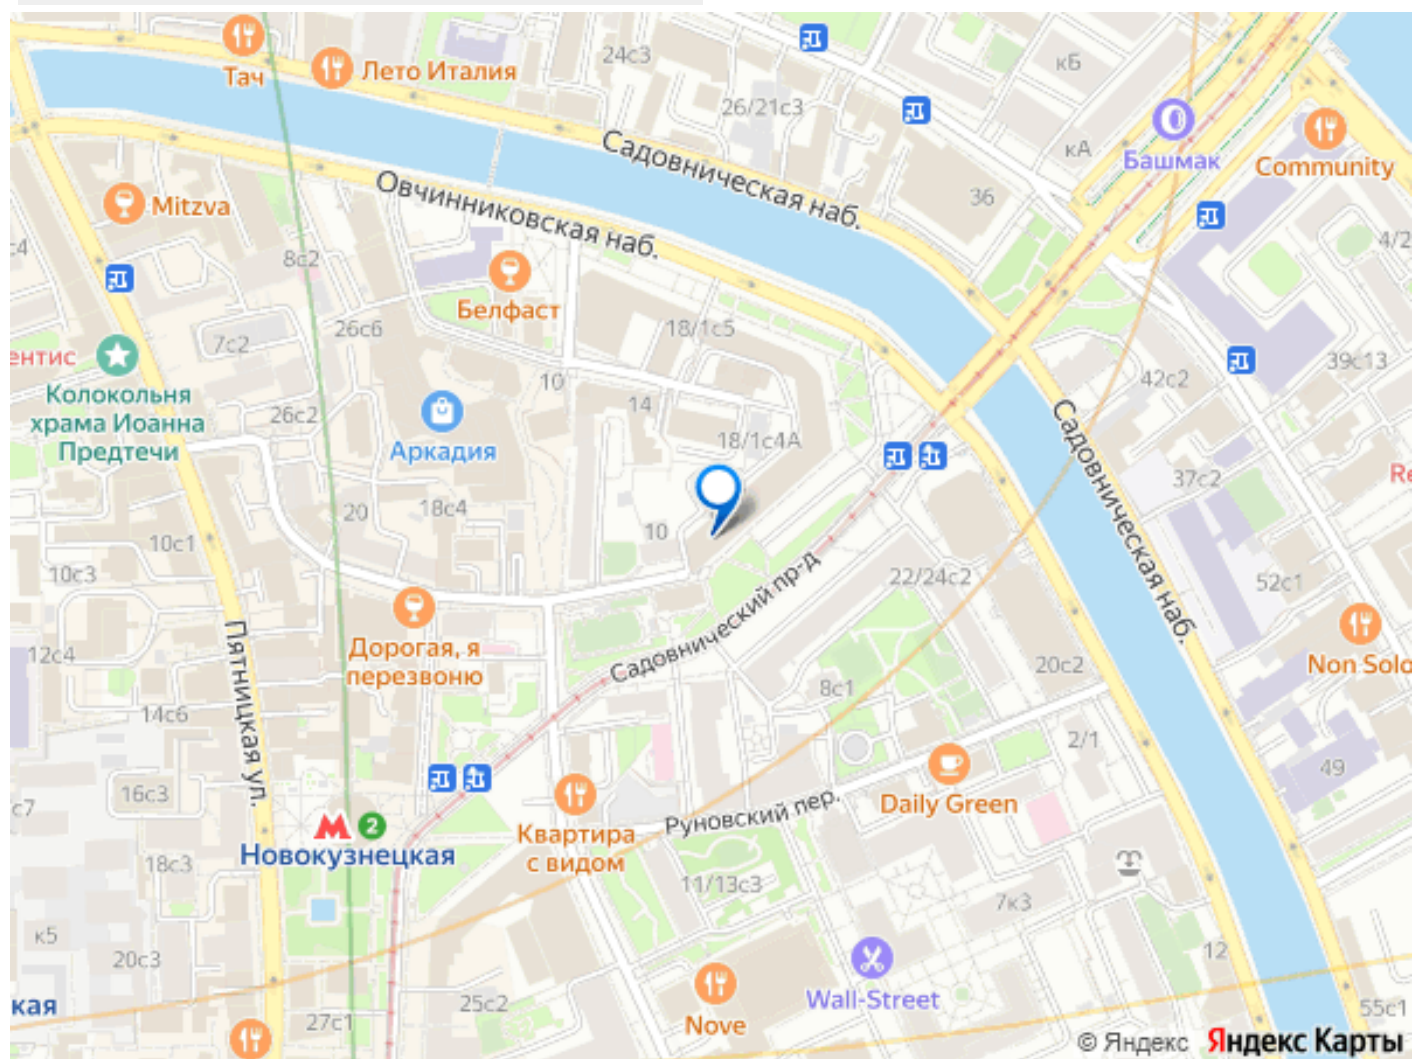 Тач
Лето Италия
24с3
26/21с3
кБ
кА
Башмак
Community
Садовническая наб.
36
4/2
Овчинниковская наб.
Mitzva
с4
8с2
Белфаст
26с6
7с2
18/1с5
ентис
Колокольня
храма Иоанна
Предтечи
26с2
10
14
Аркадия
18/1с4А
42с2
39с13
Садовническая наб.
37с2
Re
20
18с4
10
10с1
10с3
22/24с2
52с1
Дорогая, я
перезвоню
Садовнический пр-д
Пятницкая ул.
12с4
14с6
8с1
20с2
Non Solo
2/1
49
16с3
с7
Daily Green
Руновский пер.
Квартира
с видом
М 2
Новокузнецкая
18с3
11/13с3
7к3
к5
20с3
12
Wall-Street
кая
25с2
27с1
Nove
55с1
© Яндекс Яндекс Карты